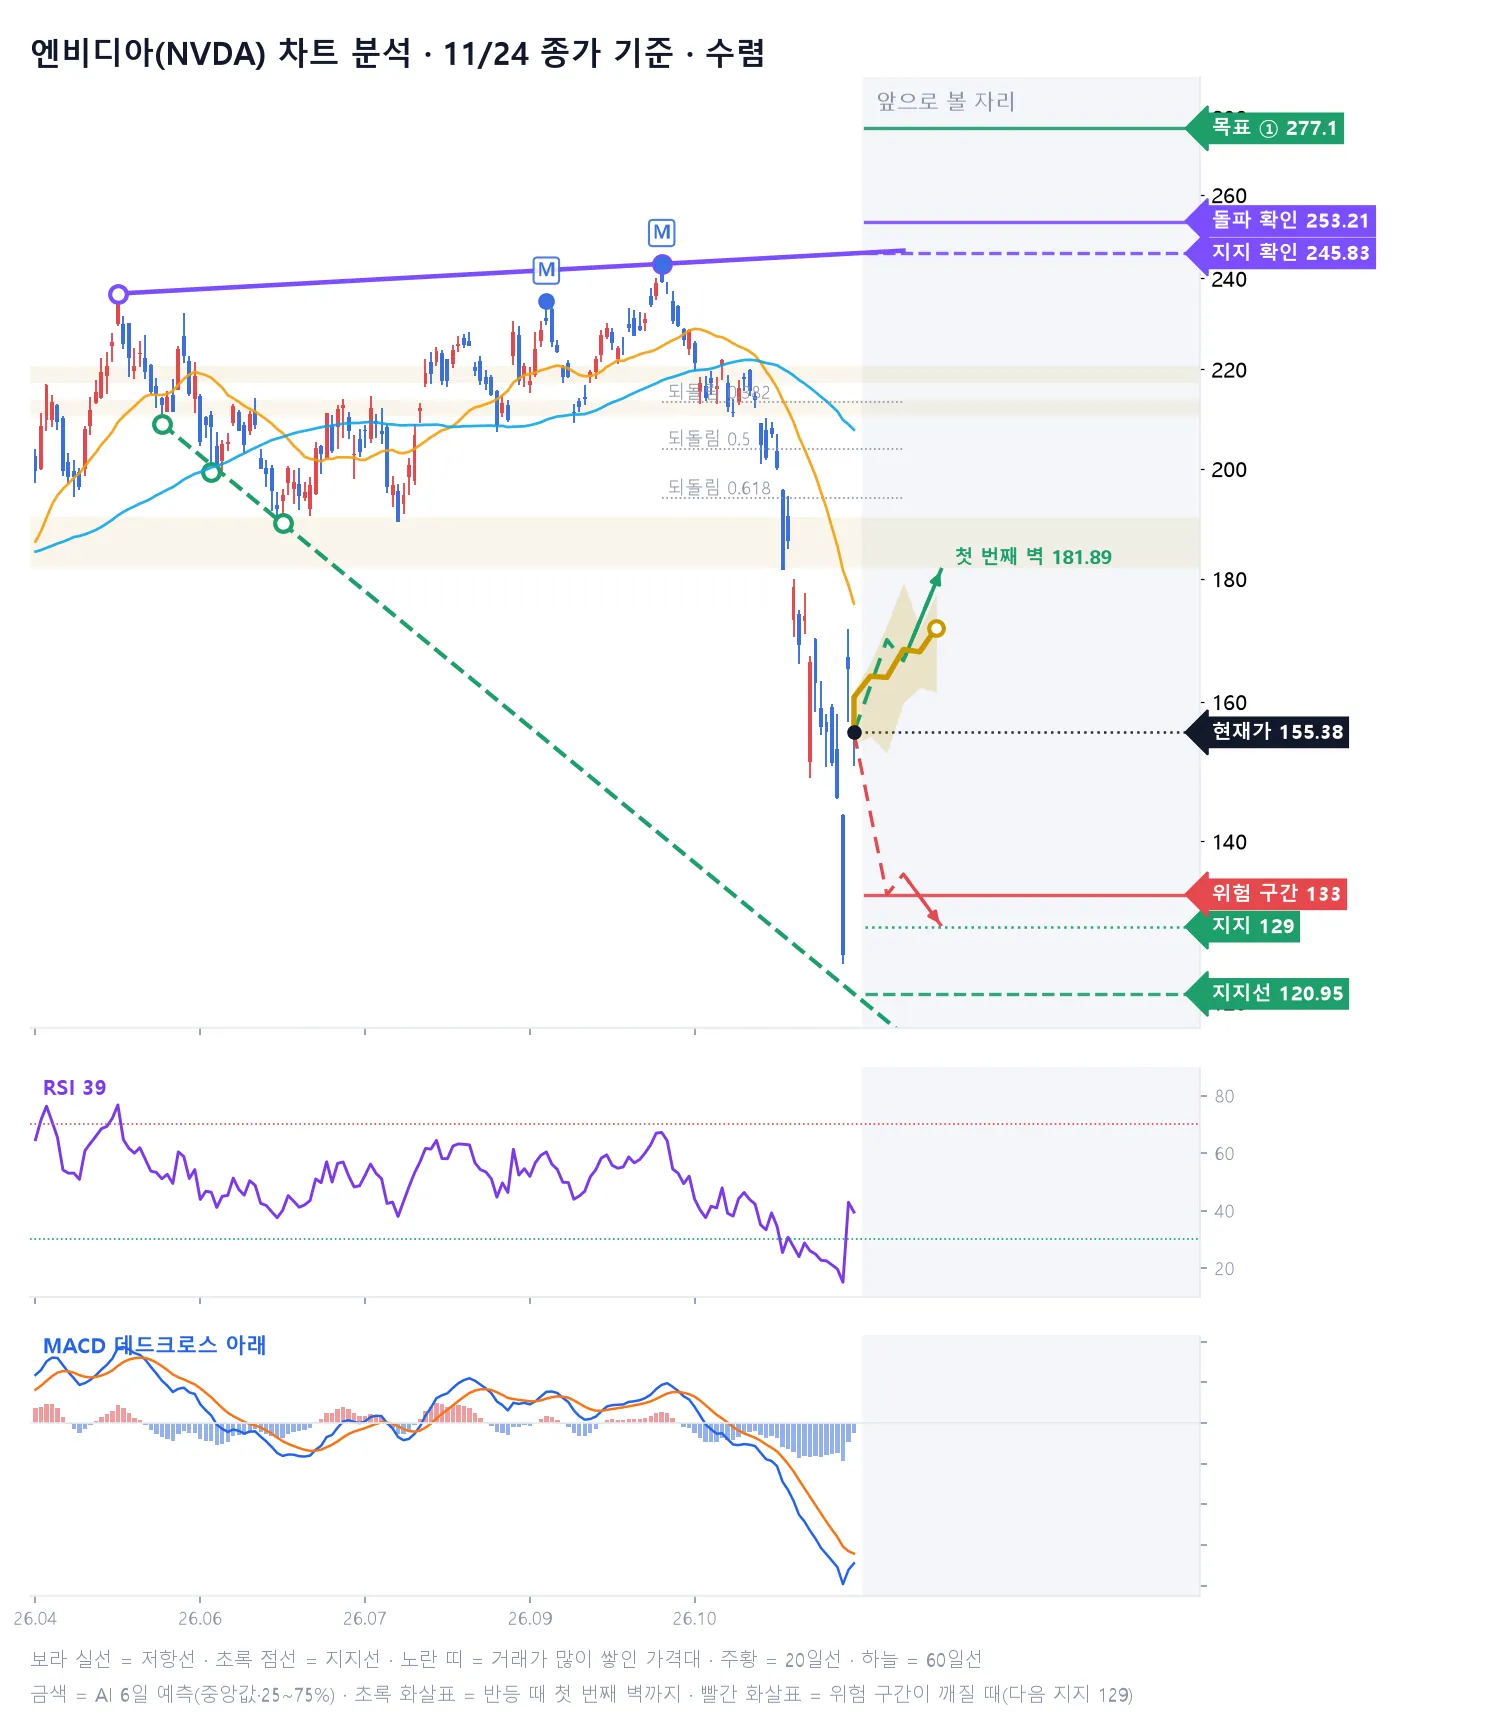 엔비디아(NVDA) 차트 분석 · 11/24 종가 기준 · 수렴
앞으로 볼 자리
목표 ① 277.1
260
돌파 확인 253.21
지지 확인 245.83
240
M
M
220
되돌림 0.382
되돌림 0.5
200
되돌림 0.618
첫 번째 벽 181.89
180
160
현재가 155.38
140
위험 구간 133
지지 129
지지선 120.95
RSI 39
80
60
40
20
MACD 데드크로스 아래
26.04 26.06 26.07 26.09 26.10
보라 실선 = 저항선 · 초록 점선 = 지지선 · 노란 띠 = 거래가 많이 쌓인 가격대 · 주황 = 20일선 · 하늘 = 60일선
금색 = AI 6일 예측(중앙값·25~75%) · 초록 화살표 = 반등 때 첫 번째 벽까지 · 빨간 화살표 = 위험 구간이 깨질 때(다음 지지 129)